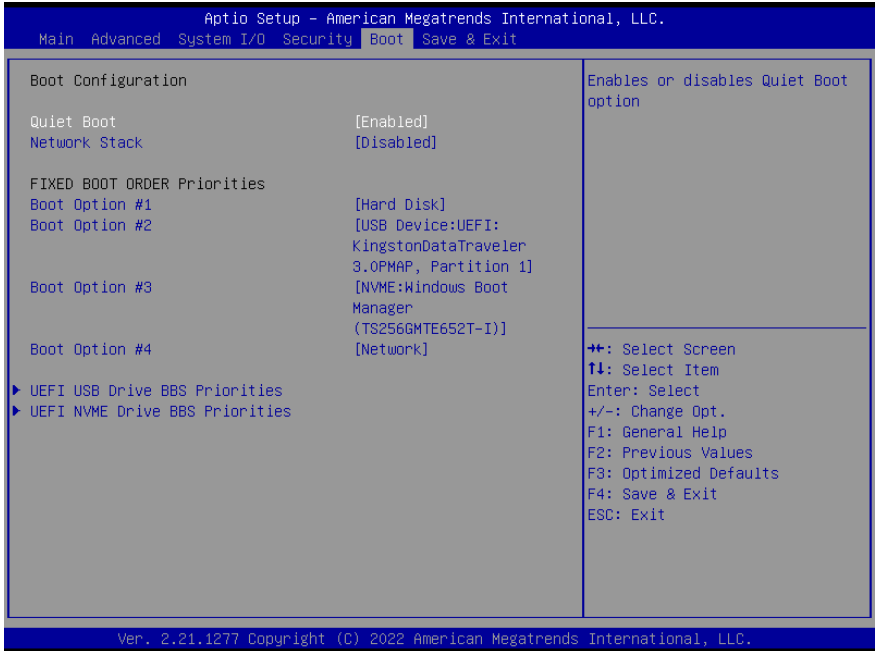 Aptio Setup – American Megatrends International, LLC.
Main Advanced System I/O Security Boot Save & Exit
Boot Configuration
Quiet Boot [Enabled]
Network Stack [Disabled]
FIXED BOOT ORDER Priorities
Boot Option #1 [Hard Disk]
Boot Option #2 [USB Device:UEFI:
KingstonDataTraveler
3.0PMAP, Partition 1]
Boot Option #3 [NVME:Windows Boot
Manager
(TS256GMTE652T-I)]
Boot Option #4 [Network]
UEFI USB Drive BBS Priorities
UEFI NVME Drive BBS Priorities
Enables or disables Quiet Boot
option
→←: Select Screen
↑↓: Select Item
Enter: Select
+/-: Change Opt.
F1: General Help
F2: Previous Values
F3: Optimized Defaults
F4: Save & Exit
ESC: Exit
Ver. 2.21.1277 Copyright (C) 2022 American Megatrends International, LLC.